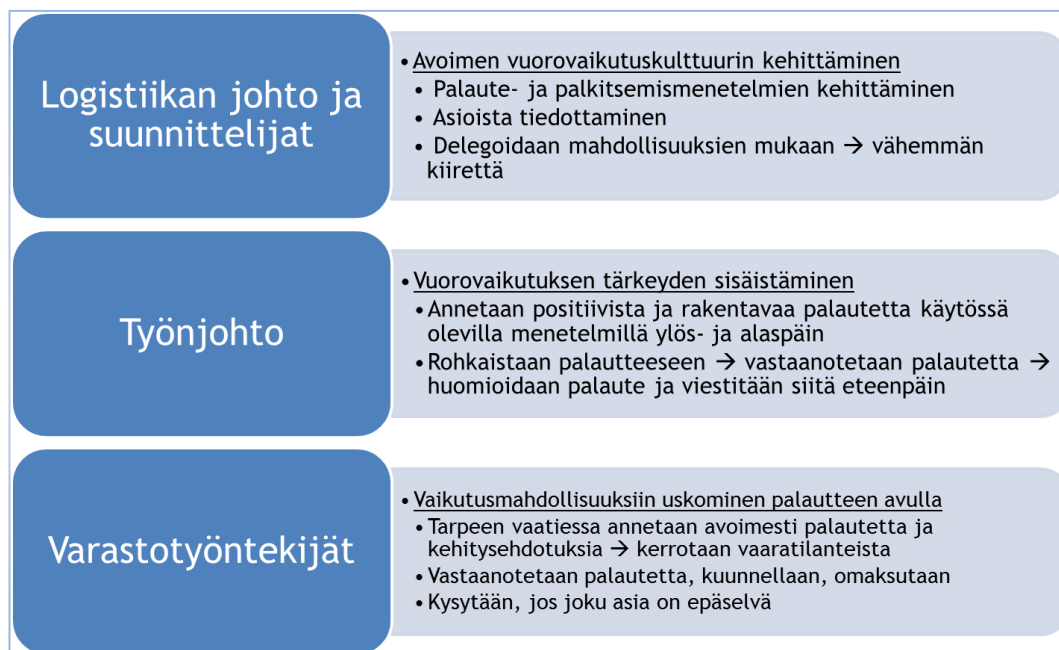 Logistiikan johto ja
suunnittelijat
• Avoimen vuorovaikutuskulttuurin kehittäminen
• Palaute- ja palkitsemismenetelmien kehittäminen
• Asioista tiedottaminen
• Delegoidaan mahdollisuuksien mukaan → vähemmän
kiirettä
Työnjohto
• Vuorovaikutuksen tärkeyden sisäistäminen
• Annetaan positiivista ja rakentavaa palautetta käytössä
olevilla menetelmillä ylös- ja alaspäin
• Rohkaistaan palautteeseen → vastaanotetaan palautetta →
huomioidaan palaute ja viestitään siitä eteenpäin
Varastotyöntekijät
• Vaikutusmahdollisuuksiin uskominen palautteen avulla
• Tarpeen vaatiessa annetaan avoimesti palautetta ja
kehitysehdotuksia → kerrotaan vaaratilanteista
• Vastaanotetaan palautetta, kuunnellaan, omaksutaan
• Kysytään, jos joku asia on epäselvä